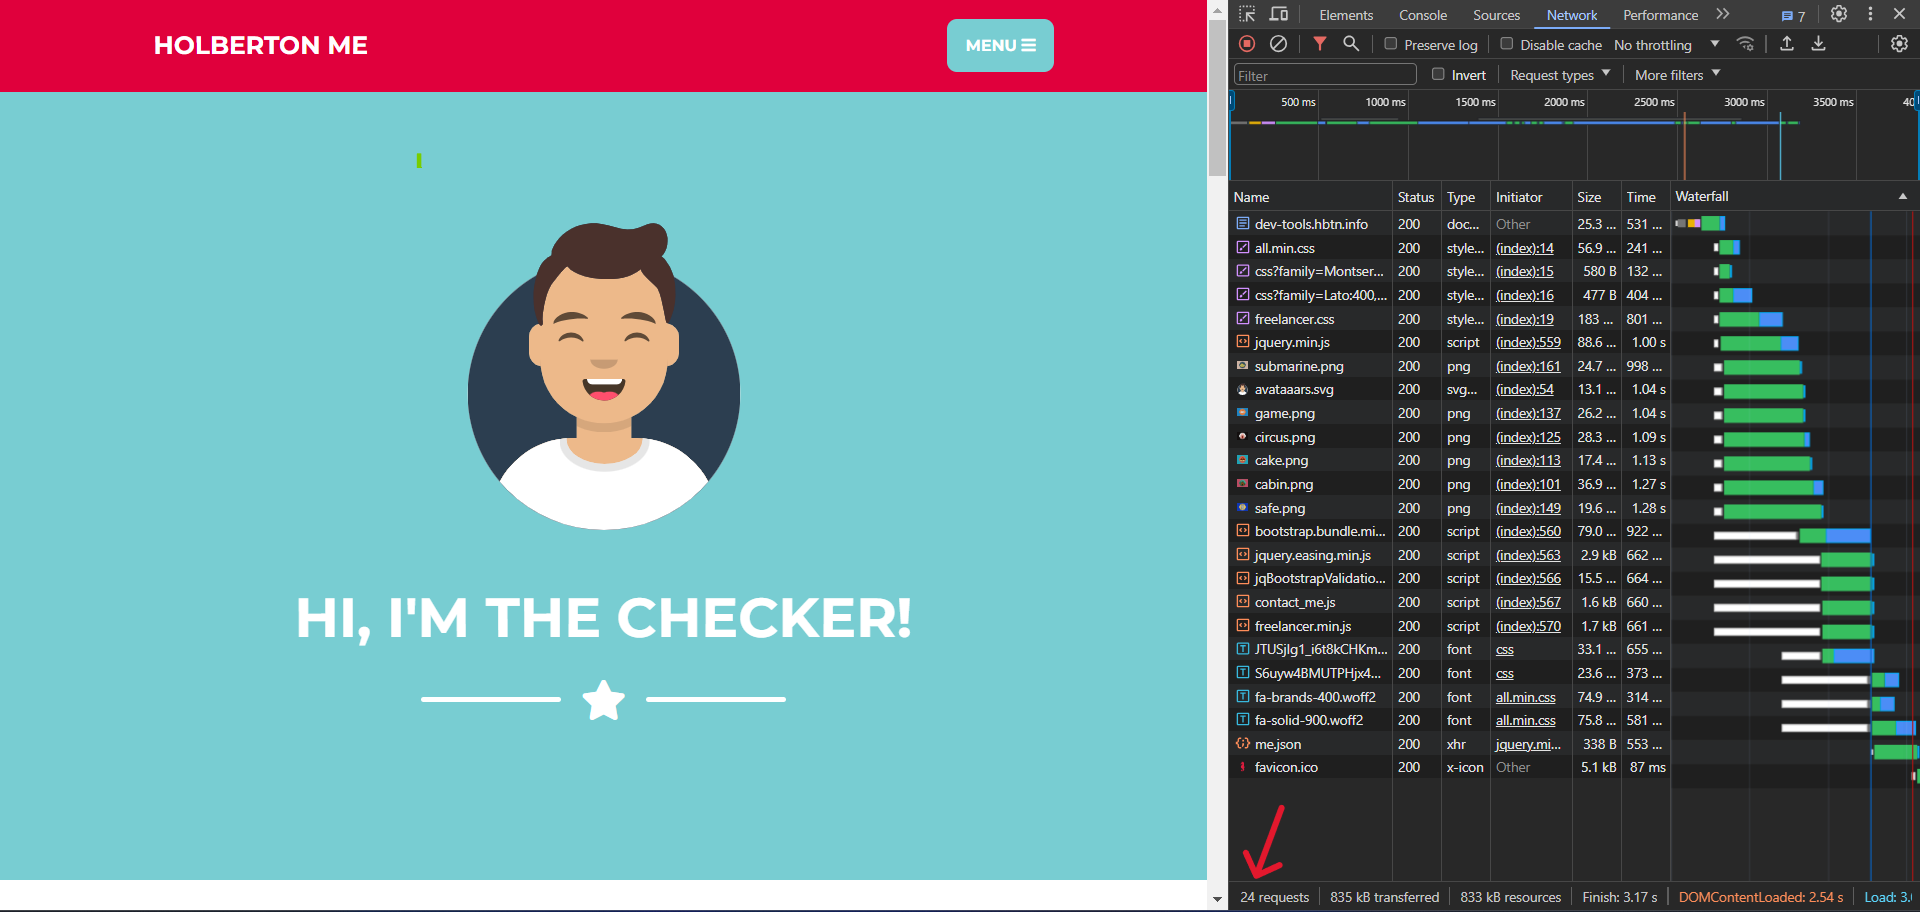 HOLBERTON ME
MENU
HI, I'M THE CHECKER!
Elements Console Sources Network Performance 7
Preserve log Disable cache No throttling
Filter Invert Request types More filters
500 ms 1000 ms 1500 ms 2000 ms 2500 ms 3000 ms 3500 ms 40
Name Status Type Initiator Size Time Waterfall
dev-tools.hbtn.info 200 doc... Other 25.3 ... 531 ...
all.min.css 200 style... (index):14 56.9 ... 241 ...
css?family=Montser... 200 style... (index):15 580 B 132 ...
css?family=Lato:400,... 200 style... (index):16 477 B 404 ...
freelancer.css 200 style... (index):19 183 ... 801 ...
jquery.min.js 200 script (index):559 88.6 ... 1.00 s
submarine.png 200 png (index):161 24.7 ... 998 ...
avataaars.svg 200 svg... (index):54 13.1 ... 1.04 s
game.png 200 png (index):137 26.2 ... 1.04 s
circus.png 200 png (index):125 28.3 ... 1.09 s
cake.png 200 png (index):113 17.4 ... 1.13 s
cabin.png 200 png (index):101 36.9 ... 1.27 s
safe.png 200 png (index):149 19.6 ... 1.28 s
bootstrap.bundle.mi... 200 script (index):560 79.0 ... 922 ...
jquery.easing.min.js 200 script (index):563 2.9 kB 662 ...
jqBootstrapValidatio... 200 script (index):566 15.5 ... 664 ...
contact_me.js 200 script (index):567 1.6 kB 660 ...
freelancer.min.js 200 script (index):570 1.7 kB 661 ...
JTUSjIg1_i6t8kCHKm... 200 font css 33.1 ... 655 ...
S6uyw4BMUTPHjx4... 200 font css 23.6 ... 373 ...
fa-brands-400.woff2 200 font all.min.css 74.9 ... 314 ...
fa-solid-900.woff2 200 font all.min.css 75.8 ... 581 ...
me.json 200 xhr jquery.mi... 338 B 553 ...
favicon.ico 200 x-icon Other 5.1 kB 87 ms
24 requests 835 kB transferred 833 kB resources Finish: 3.17 s DOMContentLoaded: 2.54 s Load: 3.